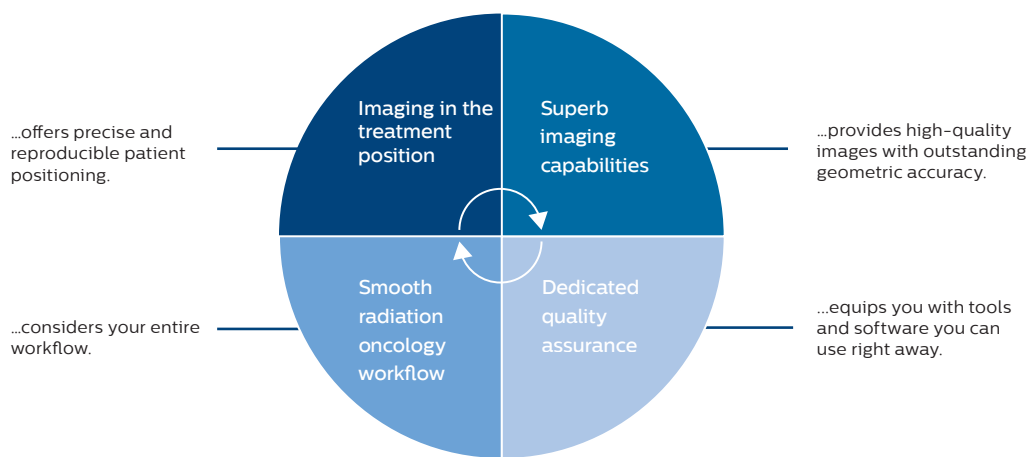 Imaging in the
treatment
position
Superb
imaging
capabilities
...offers precise and
reproducible patient
positioning.
...provides high-quality
images with outstanding
geometric accuracy.
Smooth
radiation
oncology
workflow
Dedicated
quality
assurance
...considers your entire
workflow.
...equips you with tools
and software you can
use right away.